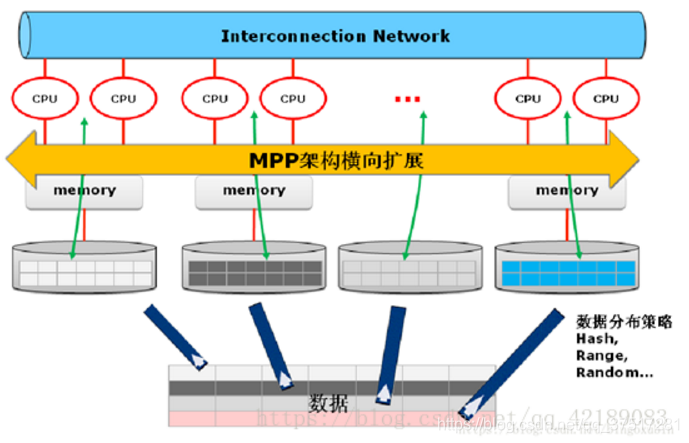 Interconnection Network
CPU
CPU
CPU
CPU
...
CPU
CPU
MPP架构横向扩展
memory
memory
memory
数据分布策略
Hash,
Range,
Random...
数据
https://blog.csdn.net/qq_42189083